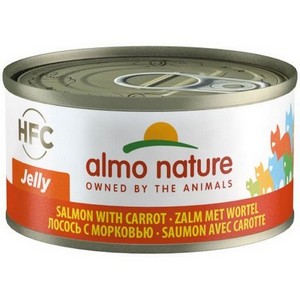 HFC
Jelly
almo nature
OWNED BY THE ANIMALS
SALMON WITH CARROT · ZALM MET WORTEL
ЛОСОСЬ С МОРКОВЬЮ · SAUMON AVEC CAROTTE